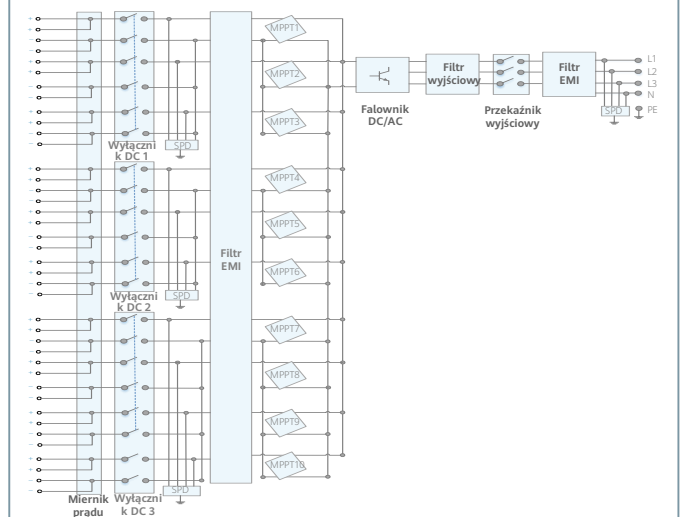 MPPT1
MPPT2
MPPT3
MPPT4
MPPT5
MPPT6
MPPT7
MPPT8
MPPT9
MPPT10
Wyłączni
k DC 1
SPD
Wyłączni
k DC 2
SPD
Wyłączni
k DC 3
SPD
Miernik
prądu
Filtr
EMI
Falownik
DC/AC
Filtr
wyjściowy
Przekaźnik
wyjściowy
Filtr
EMI
SPD
L1
L2
L3
N
PE